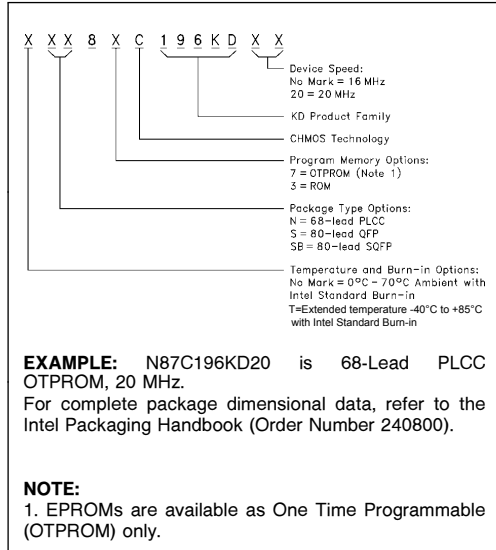 X XX 8 X C 196KD X X
Device Speed:
No Mark = 16 MHz
20 = 20 MHz
KD Product Family
CHMOS Technology
Program Memory Options:
7 = OTPROM (Note 1)
3 = ROM
Package Type Options:
N = 68-lead PLCC
S = 80-lead QFP
SB = 80-lead SQFP
Temperature and Burn-in Options:
No Mark = 0°C - 70°C Ambient with
Intel Standard Burn-in
T=Extended temperature -40°C to +85°C
with Intel Standard Burn-in
EXAMPLE: N87C196KD20 is 68-Lead PLCC
OTPROM, 20 MHz.
For complete package dimensional data, refer to the
Intel Packaging Handbook (Order Number 240800).
NOTE:
1. EPROMs are available as One Time Programmable
(OTPROM) only.